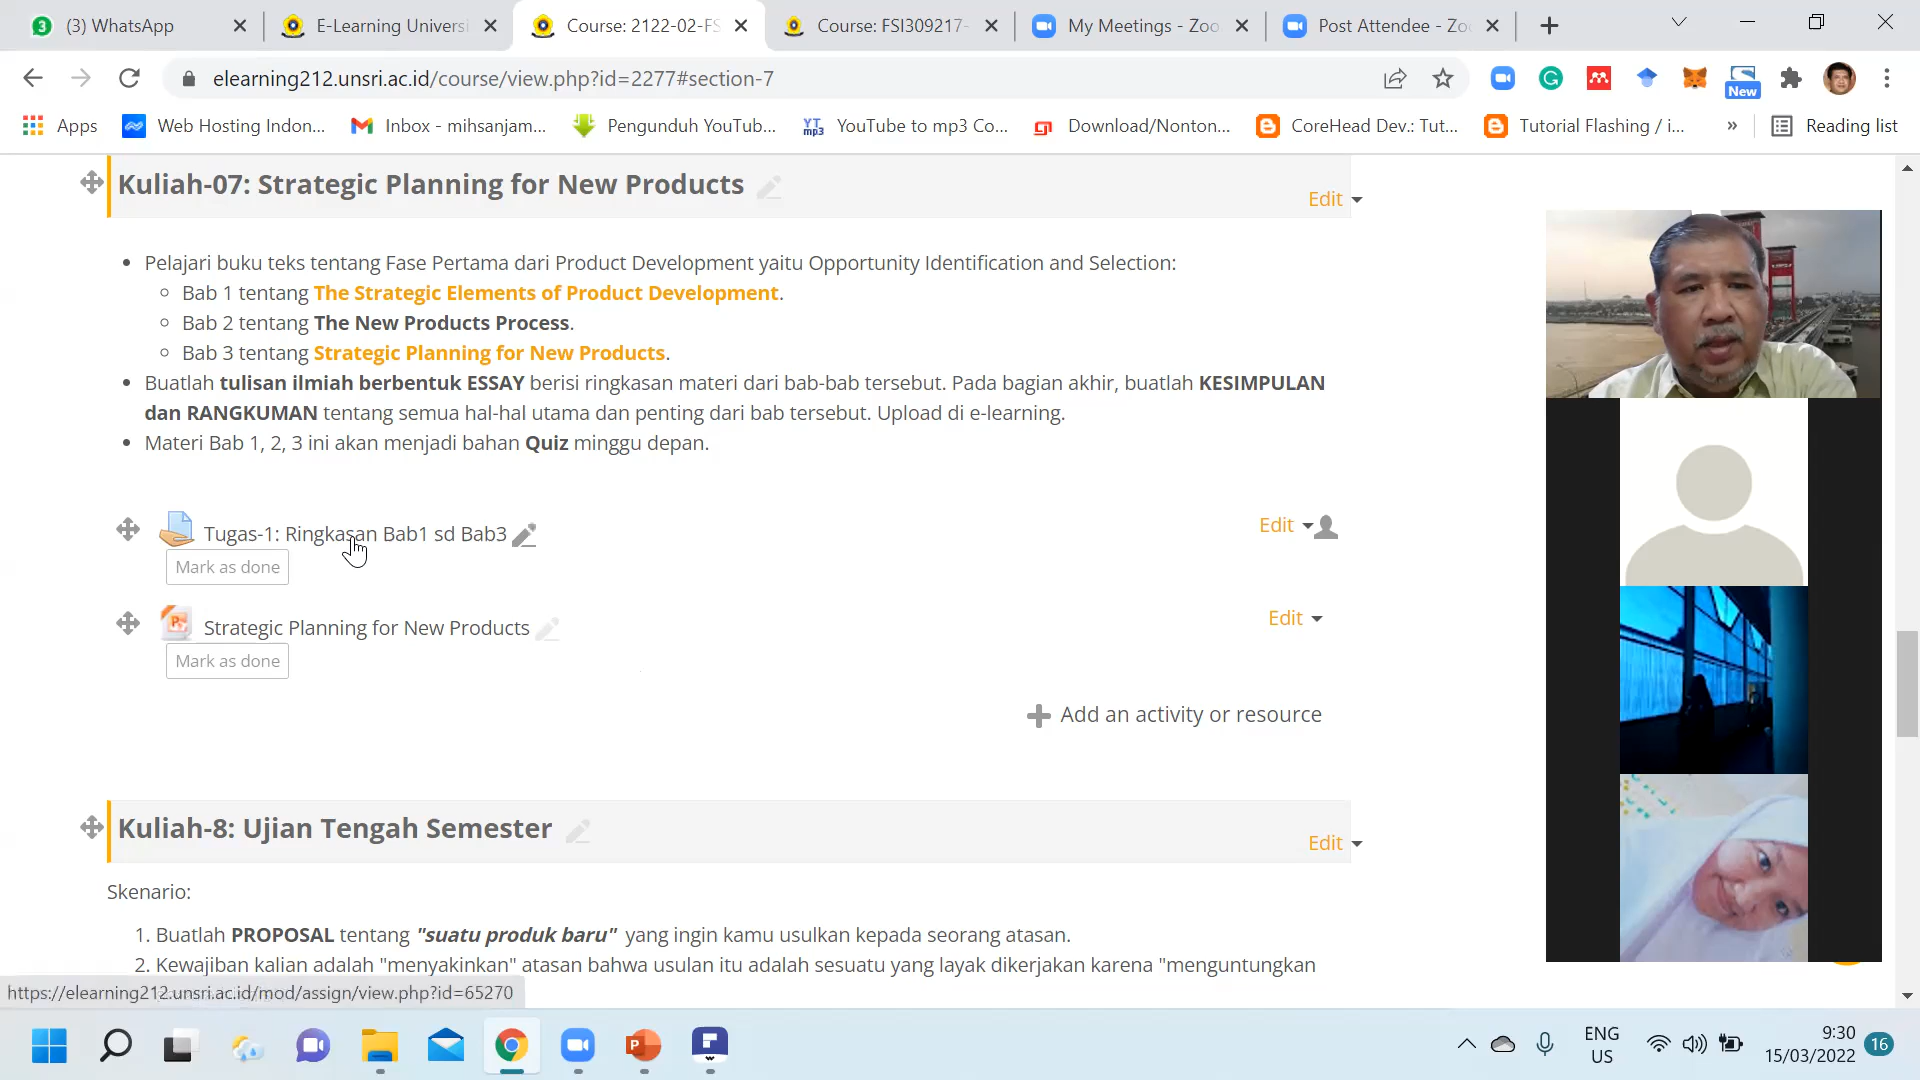 (3) WhatsApp
E-Learning Universi
Course: 2122-02-FS
Course: FSI309217-
My Meetings - Zoo
Post Attendee - Zo
elearning212.unsri.ac.id/course/view.php?id=2277#section-7
New
Apps
Web Hosting Indon...
Inbox - mihsanjam...
Pengunduh YouTub...
YT mp3
YouTube to mp3 Co...
Download/Nonton...
CoreHead Dev.: Tut...
Tutorial Flashing / i...
»
Reading list
Kuliah-07: Strategic Planning for New Products
Edit
• Pelajari buku teks tentang Fase Pertama dari Product Development yaitu Opportunity Identification and Selection:
Bab 1 tentang The Strategic Elements of Product Development.
Bab 2 tentang The New Products Process.
Bab 3 tentang Strategic Planning for New Products.
• Buatlah tulisan ilmiah berbentuk ESSAY berisi ringkasan materi dari bab-bab tersebut. Pada bagian akhir, buatlah KESIMPULAN
dan RANGKUMAN tentang semua hal-hal utama dan penting dari bab tersebut. Upload di e-learning.
• Materi Bab 1, 2, 3 ini akan menjadi bahan Quiz minggu depan.
Tugas-1: Ringkasan Bab1 sd Bab3
Edit
Mark as done
Strategic Planning for New Products
Edit
Mark as done
Add an activity or resource
Kuliah-8: Ujian Tengah Semester
Edit
Skenario:
1. Buatlah PROPOSAL tentang "suatu produk baru" yang ingin kamu usulkan kepada seorang atasan.
2. Kewajiban kalian adalah "menyakinkan" atasan bahwa usulan itu adalah sesuatu yang layak dikerjakan karena "menguntungkan
https://elearning212.unsri.ac.id/mod/assign/view.php?id=65270
ENG
US
9:30
15/03/2022
16